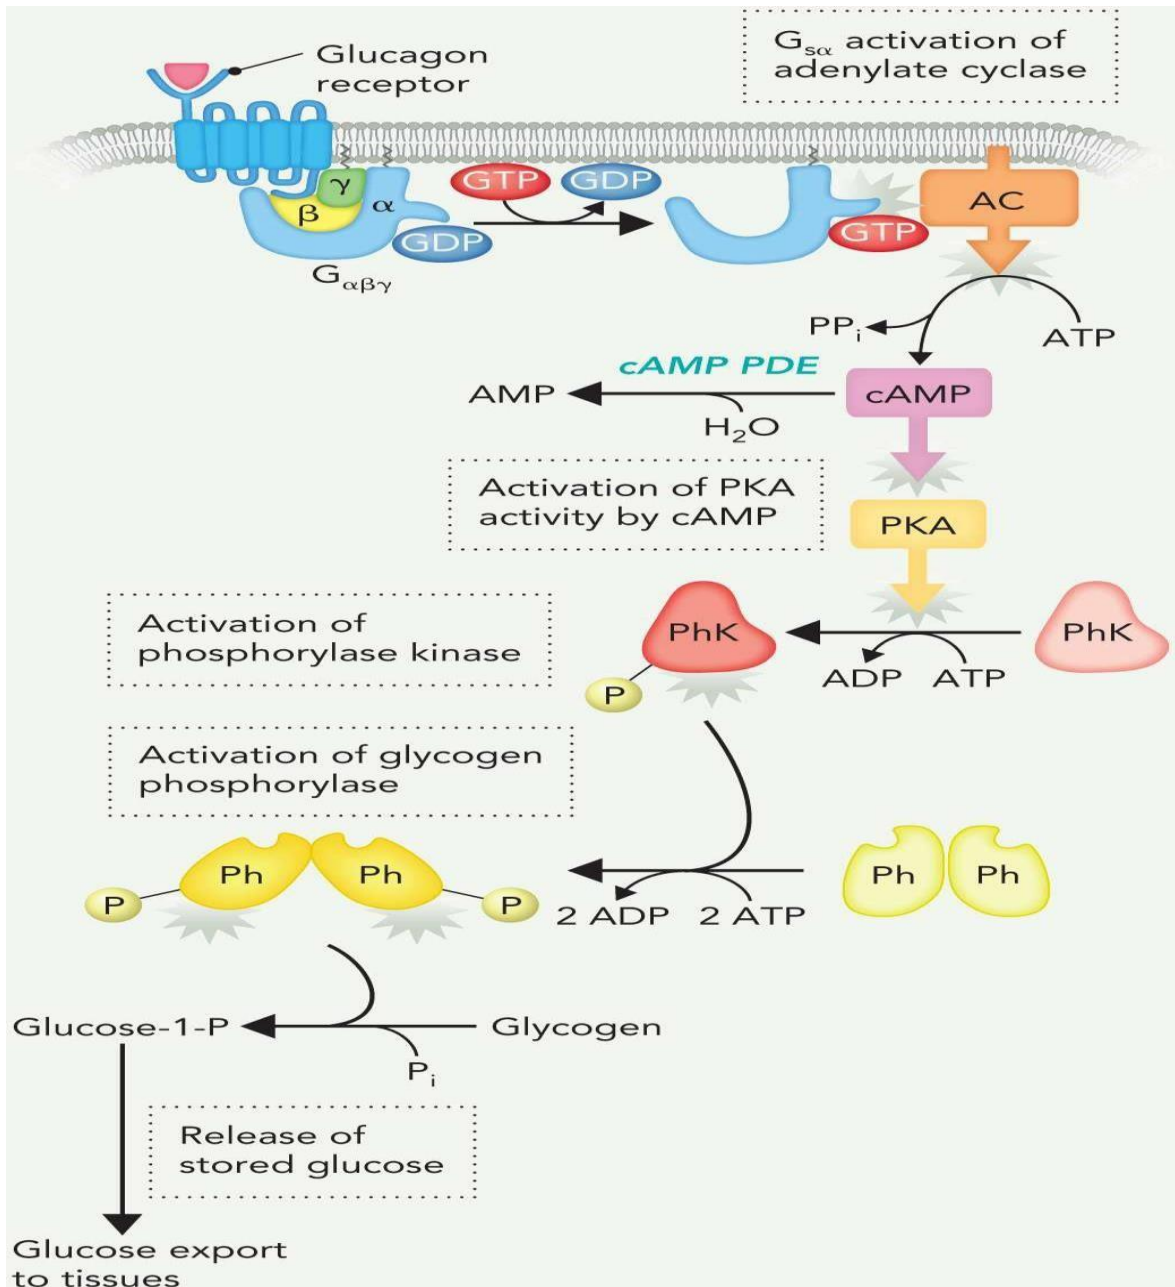 Glucagon
receptor
Gsα activation of
adenylate cyclase
γ
β
α
GDP
Gαβγ
GTP
GDP
GTP
AC
PPi
ATP
cAMP PDE
AMP
cAMP
H2O
Activation of PKA
activity by cAMP
PKA
Activation of
phosphorylase kinase
PhK
P
ADP
ATP
PhK
Activation of glycogen
phosphorylase
P
Ph
Ph
P
2 ADP
2 ATP
Ph
Ph
Glucose-1-P
Glycogen
Pi
Release of
stored glucose
Glucose export
to tissues